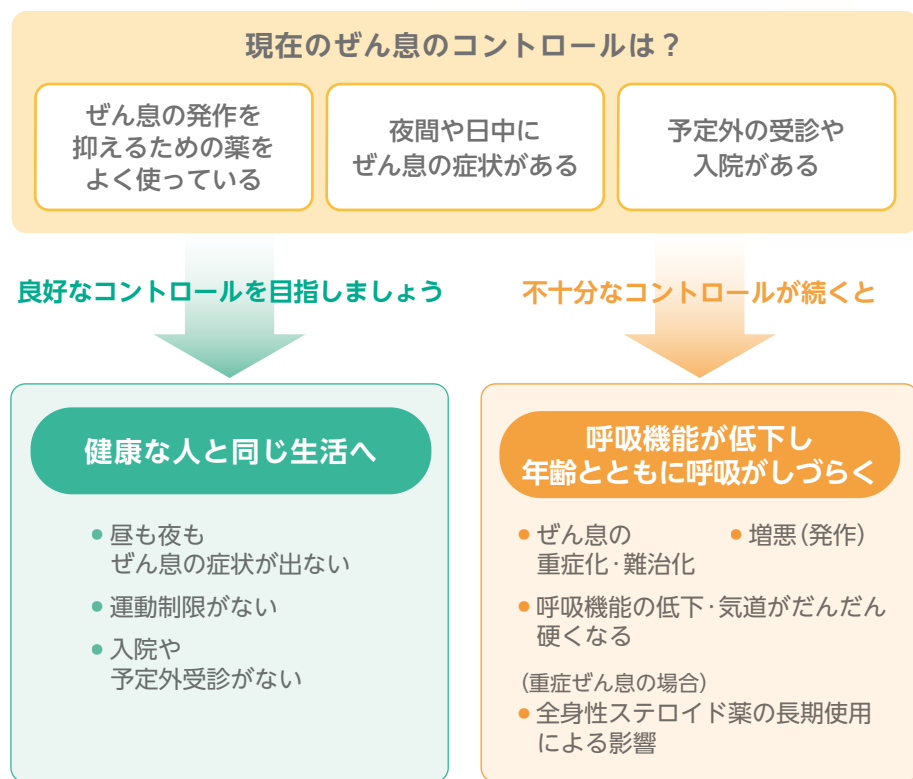 現在のぜん息のコントロールは？
ぜん息の発作を
抑えるための薬を
よく使っている
夜間や日中に
ぜん息の症状がある
予定外の受診や
入院がある
良好なコントロールを目指しましょう
不十分なコントロールが続くと
健康な人と同じ生活へ
• 昼も夜も
ぜん息の症状が出ない
• 運動制限がない
• 入院や
予定外受診がない
呼吸機能が低下し
年齢とともに呼吸がしづらく
• ぜん息の
重症化・難治化
• 増悪（発作）
• 呼吸機能の低下・気道がだんだん
硬くなる
（重症ぜん息の場合）
• 全身性ステロイド薬の長期使用
による影響